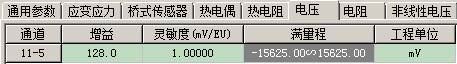 通用参数 应变应力 桥式传感器 热电偶 热电阻 电压 电阻 非线性电压
通道 增益 灵敏度(mV/EU) 满量程 工程单位
11-5 128.0 1.00000 -15625.00∽15625.00 mV